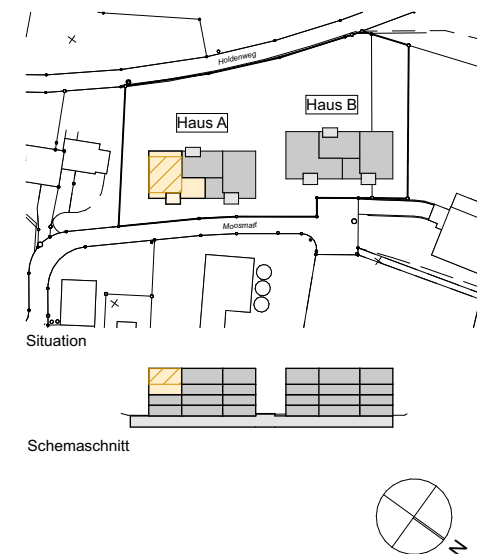 Holdenweg
Haus B
Haus A
Moosmatt
Situation
Schemaschnitt
N